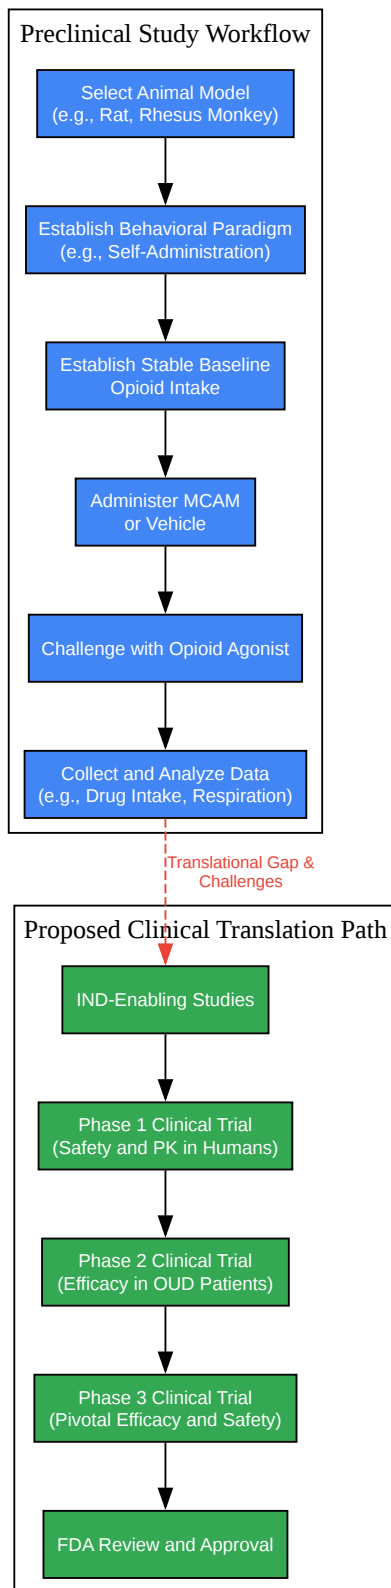 Preclinical Study Workflow
Select Animal Model
(e.g., Rat, Rhesus Monkey)
Establish Behavioral Paradigm
(e.g., Self-Administration)
Establish Stable Baseline
Opioid Intake
Administer MCAM
or Vehicle
Challenge with Opioid Agonist
Collect and Analyze Data
(e.g., Drug Intake, Respiration)
Translational Gap &
Challenges
Proposed Clinical Translation Path
IND-Enabling Studies
Phase 1 Clinical Trial
(Safety and PK in Humans)
Phase 2 Clinical Trial
(Efficacy in OUD Patients)
Phase 3 Clinical Trial
(Pivotal Efficacy and Safety)
FDA Review and Approval